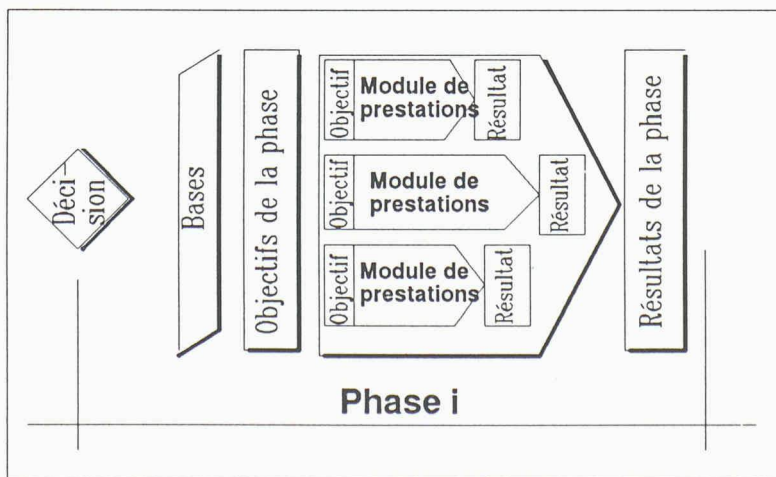 Déci-
sion
Bases
Objectifs de la phase
Objectif
Module de
prestations
Résultat
Objectif
Module de
prestations
Résultat
Objectif
Module de
prestations
Résultat
Résultats de la phase
Phase i